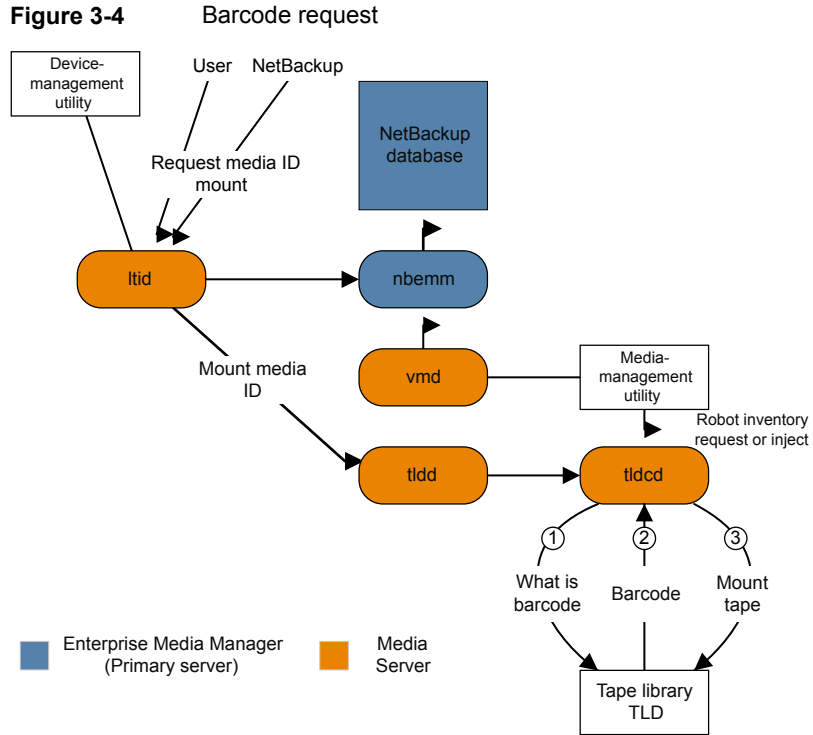 Figure 3-4 Barcode request
Device-
management
utility
User
NetBackup
NetBackup
database
Request media ID
mount
ltid
nbemm
Mount media
ID
vmd
Media-
management
utility
Robot inventory
request or inject
tldd
tldcd
1
2
3
What is
barcode
Barcode
Mount
tape
Enterprise Media Manager
(Primary server)
Media
Server
Tape library
TLD